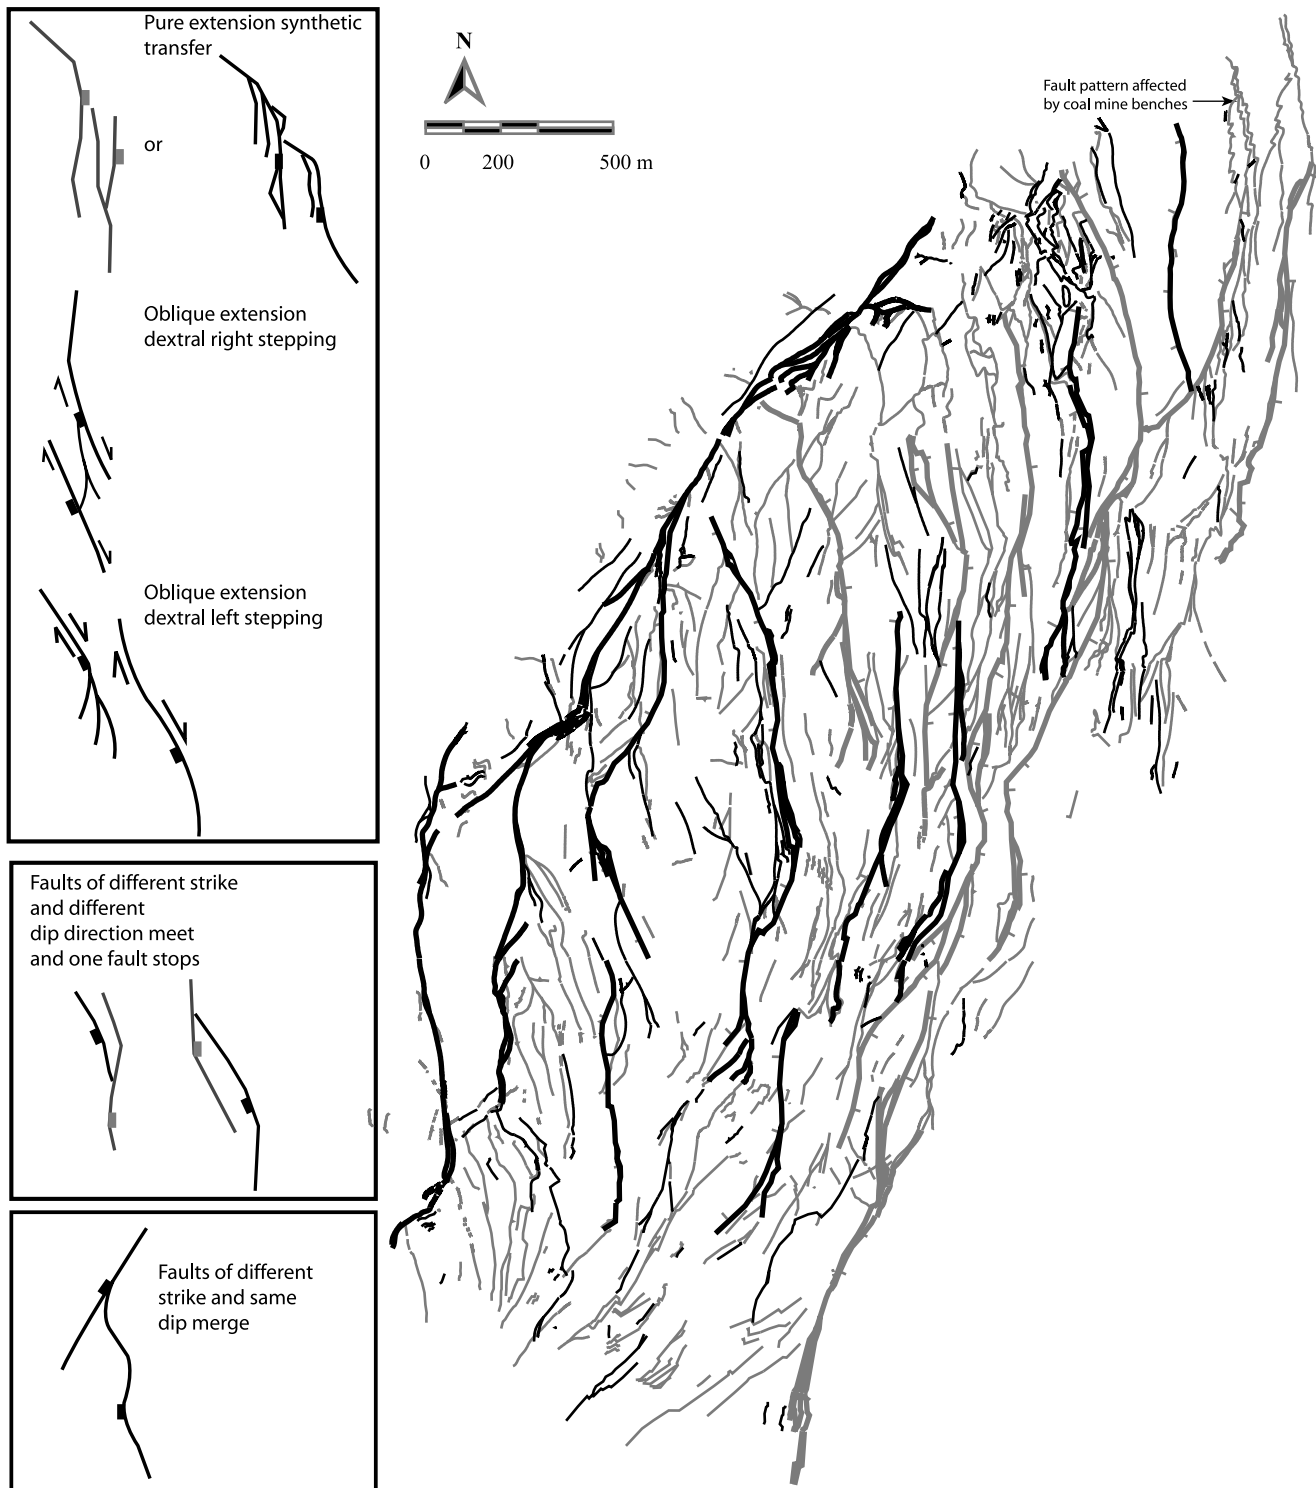 Pure extension synthetic
transfer
or
Oblique extension
dextral right stepping
Oblique extension
dextral left stepping
Faults of different strike
and different
dip direction meet
and one fault stops
Faults of different
strike and same
dip merge
N
0 200 500 m
Fault pattern affected
by coal mine benches